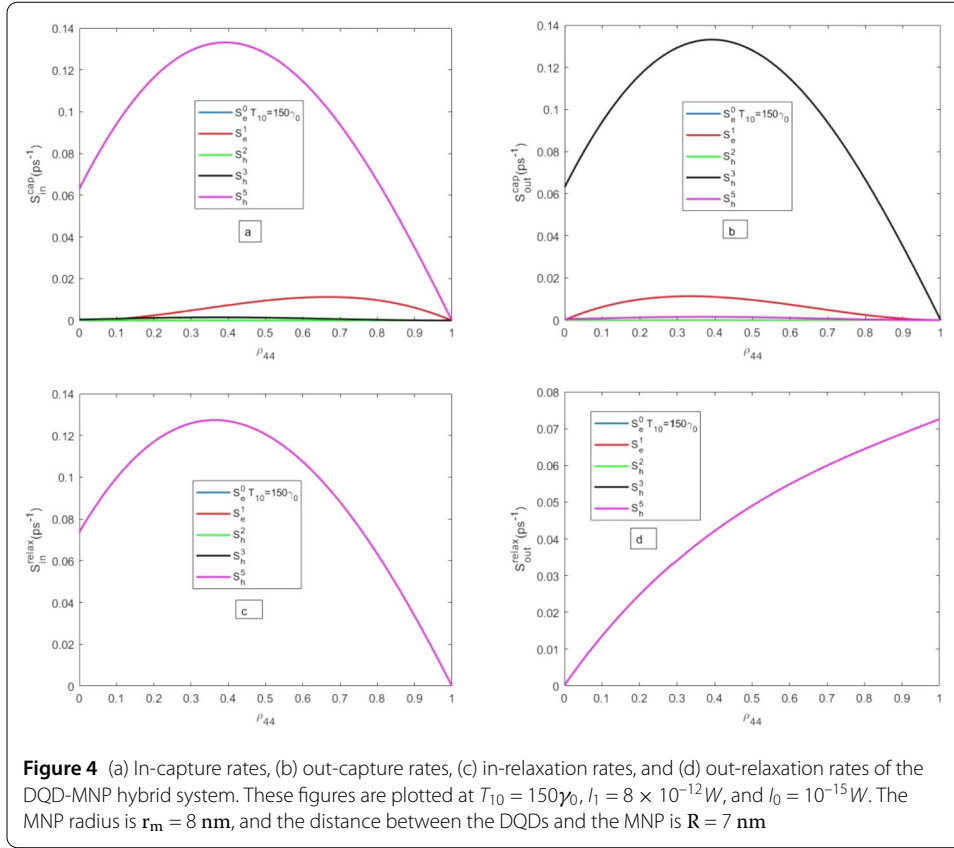 0.14
0.12
0.1
0.08
0.06
0.04
0.02
0
S_in^cap(ps^-1)
S_e^0 T_10=150γ_0
S_e^1
S_h^2
S_h^3
S_h^5
a
0 0.1 0.2 0.3 0.4 0.5 0.6 0.7 0.8 0.9 1
ρ_44
0.14
0.12
0.1
0.08
0.06
0.04
0.02
0
S_out^cap(ps^-1)
S_e^0 T_10=150γ_0
S_e^1
S_h^2
S_h^3
S_h^5
b
0 0.1 0.2 0.3 0.4 0.5 0.6 0.7 0.8 0.9 1
ρ_44
0.14
0.12
0.1
0.08
0.06
0.04
0.02
0
S_in^relax(ps^-1)
S_e^0 T_10=150γ_0
S_e^1
S_h^2
S_h^3
S_h^5
c
0 0.1 0.2 0.3 0.4 0.5 0.6 0.7 0.8 0.9 1
ρ_44
0.08
0.07
0.06
0.05
0.04
0.03
0.02
0.01
0
S_out^relax(ps^-1)
S_e^0 T_10=150γ_0
S_e^1
S_h^2
S_h^3
S_h^5
d
0 0.1 0.2 0.3 0.4 0.5 0.6 0.7 0.8 0.9 1
ρ_44
Figure 4 (a) In-capture rates, (b) out-capture rates, (c) in-relaxation rates, and (d) out-relaxation rates of the
DQD-MNP hybrid system. These figures are plotted at T_10 = 150γ_0, I_1 = 8 × 10^-12 W, and I_0 = 10^-15 W. The
MNP radius is r_m = 8 nm, and the distance between the DQDs and the MNP is R = 7 nm